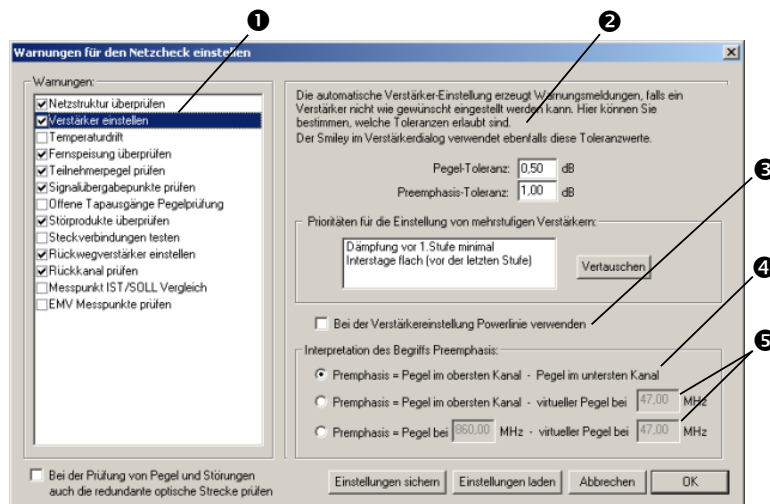 ❶
❷
Warnungen für den Netzcheck einstellen
Warnungen:
Netzstruktur überprüfen
Verstärker einstellen
Temperaturdrift
Fernspeisung überprüfen
Teilnehmerpegel prüfen
Signalübergabepunkte prüfen
Offene Tapausgänge Pegelprüfung
Störprodukte überprüfen
Steckverbindungen testen
Rückwegverstärker einstellen
Rückkanal prüfen
Messpunkt IST/SOLL Vergleich
EMV Messpunkte prüfen
Bei der Prüfung von Pegel und Störungen
auch die redundante optische Strecke prüfen
Die automatische Verstärker-Einstellung erzeugt Warnungsmeldungen, falls ein
Verstärker nicht wie gewünscht eingestellt werden kann. Hier können Sie
bestimmen, welche Toleranzen erlaubt sind.
Der Smiley im Verstärkerdialog verwendet ebenfalls diese Toleranzwerte.
Pegel-Toleranz: 0,50 dB
Preemphasis-Toleranz: 1,00 dB
❸
Prioritäten für die Einstellung von mehrstufigen Verstärkern:
Dämpfung vor 1.Stufe minimal
Interstage flach (vor der letzten Stufe)
Vertauschen
❹
Bei der Verstärkereinstellung Powerlinie verwenden
❺
Interpretation des Begriffs Preemphasis:
Premphasis = Pegel im obersten Kanal - Pegel im untersten Kanal
Premphasis = Pegel im obersten Kanal - virtueller Pegel bei 47,00 MHz
Premphasis = Pegel bei 860,00 MHz - virtueller Pegel bei 47,00 MHz
Einstellungen sichern Einstellungen laden Abbrechen OK